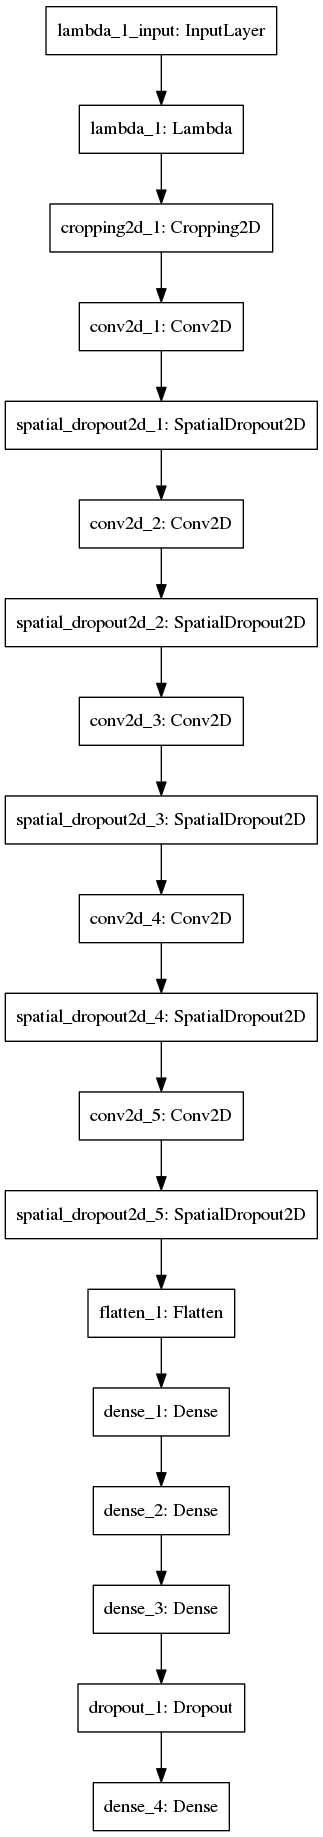 lambda_1_input: InputLayer
lambda_1: Lambda
cropping2d_1: Cropping2D
conv2d_1: Conv2D
spatial_dropout2d_1: SpatialDropout2D
conv2d_2: Conv2D
spatial_dropout2d_2: SpatialDropout2D
conv2d_3: Conv2D
spatial_dropout2d_3: SpatialDropout2D
conv2d_4: Conv2D
spatial_dropout2d_4: SpatialDropout2D
conv2d_5: Conv2D
spatial_dropout2d_5: SpatialDropout2D
flatten_1: Flatten
dense_1: Dense
dense_2: Dense
dense_3: Dense
dropout_1: Dropout
dense_4: Dense